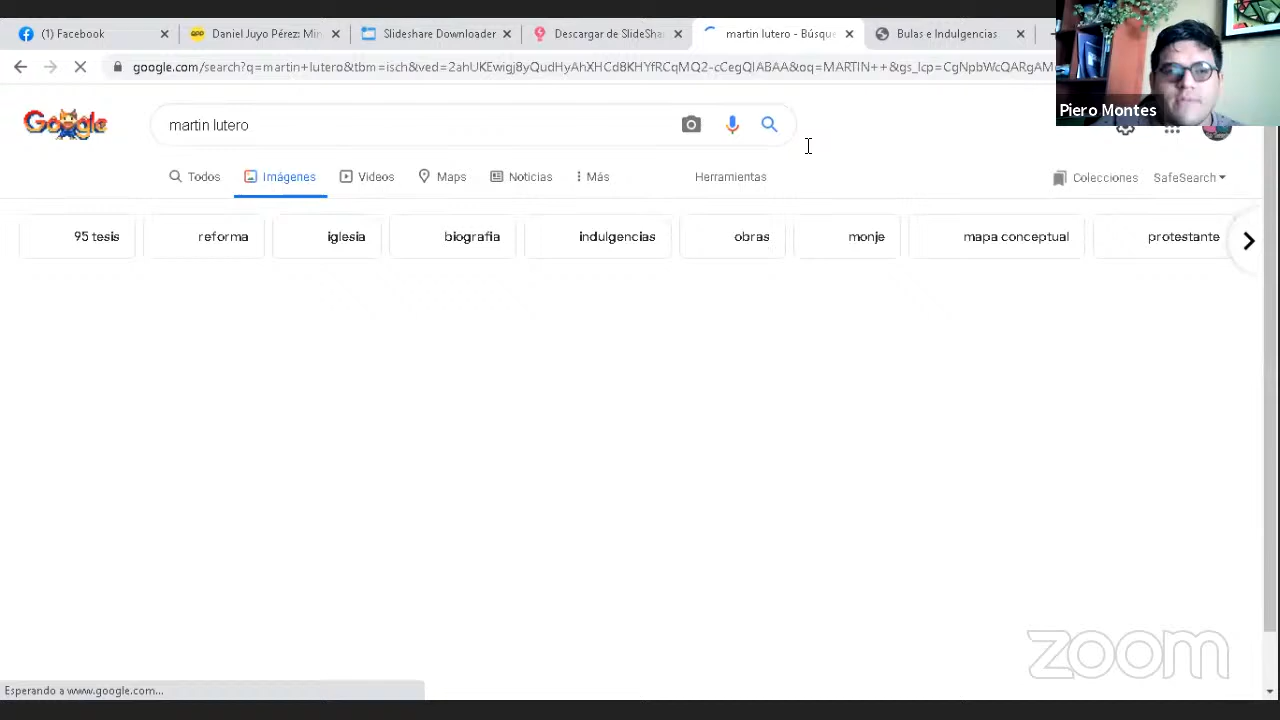 (1) Facebook
Daniel Juyo Pérez: Min
Slideshare Downloader
Descargar de SlideSha
martin lutero - Búsque
Bulas e Indulgencias
google.com/search?q=martin+lutero&tbm=isch&ved=2ahUKEwigj8yQudHyAhXHCd8KHYfRCqMQ2-cCegQIABAA&oq=MARTIN++&gs_lcp=CgNpbWcQARgAM
Piero Montes
Google
martin lutero
Todos
Imágenes
Videos
Maps
Noticias
Más
Herramientas
Colecciones
SafeSearch
95 tesis
reforma
iglesia
biografia
indulgencias
obras
monje
mapa conceptual
protestante
zoom
Esperando a www.google.com...